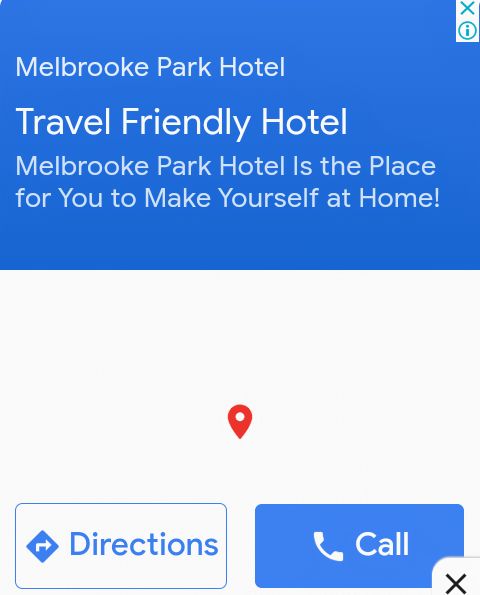 Melbrooke Park Hotel
Travel Friendly Hotel
Melbrooke Park Hotel Is the Place
for You to Make Yourself at Home!
Directions
Call